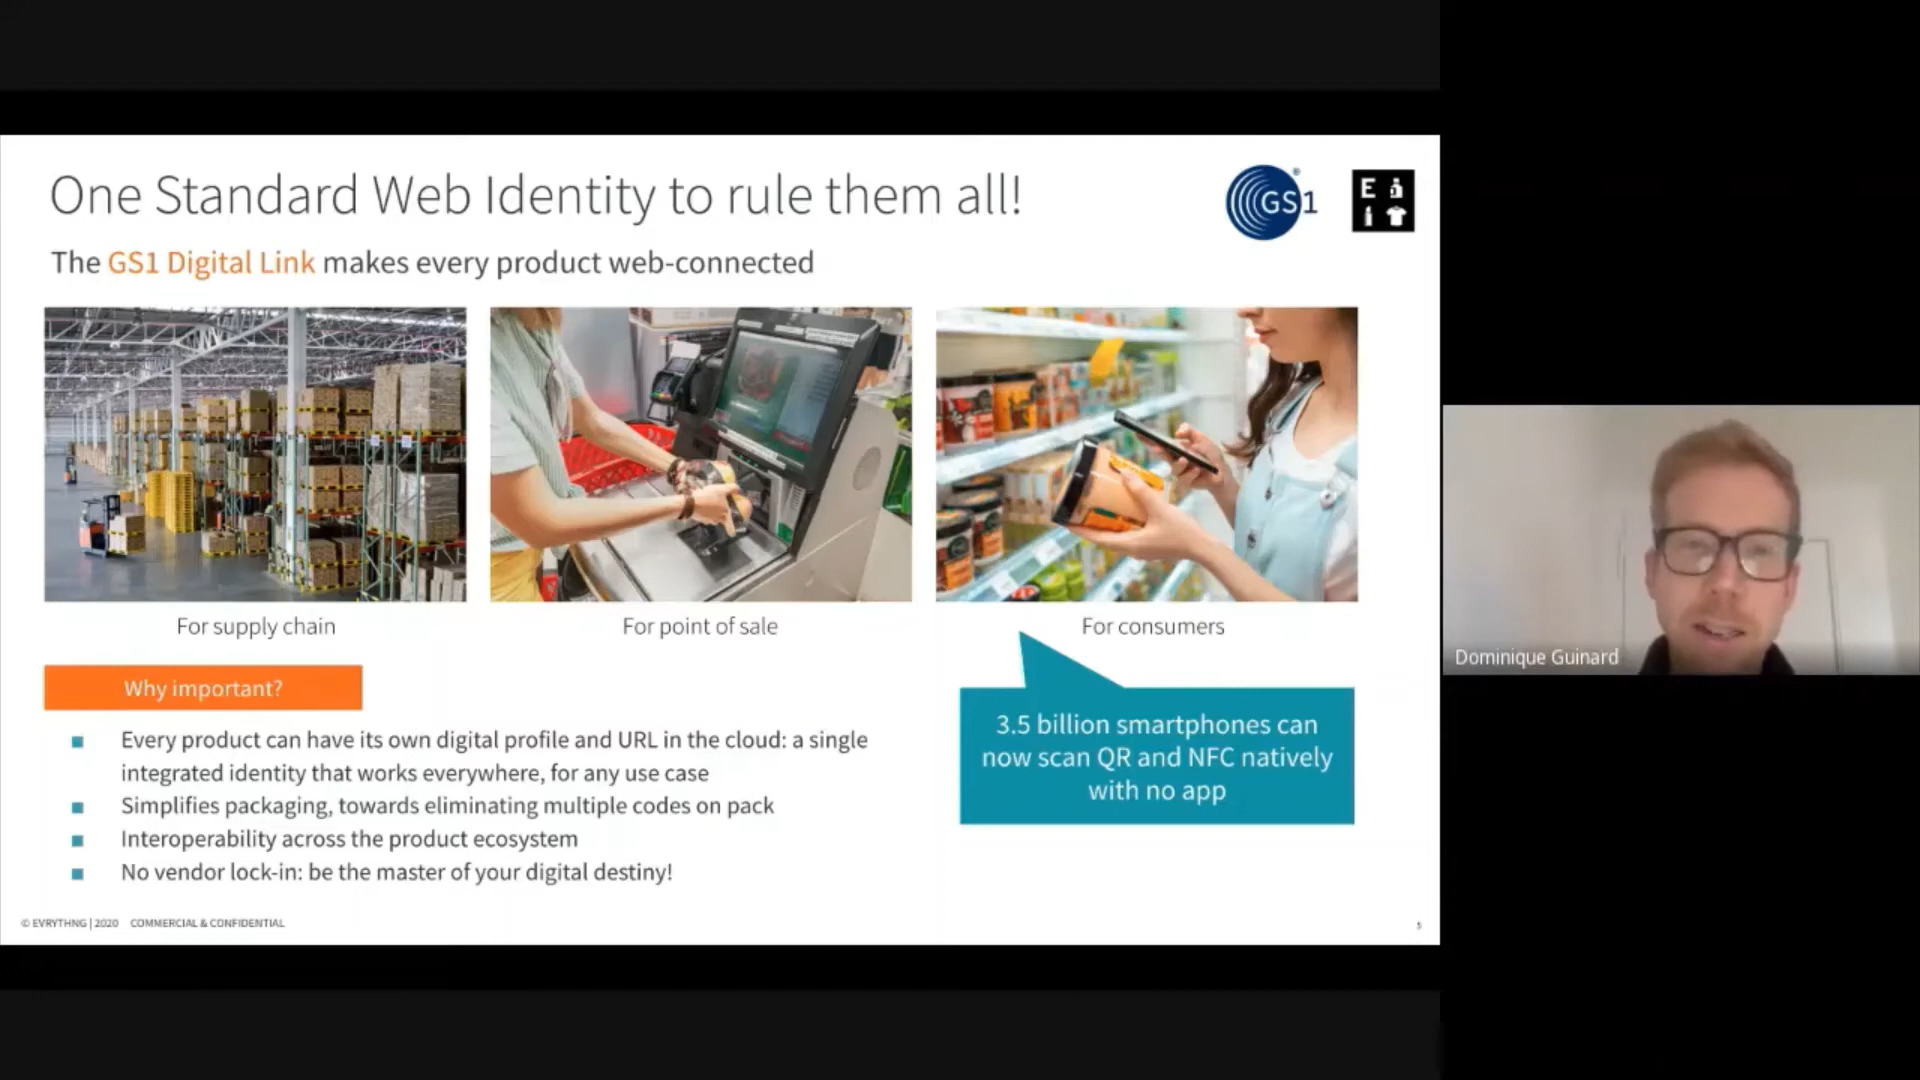 One Standard Web Identity to rule them all!
GS1
®
E
The GS1 Digital Link makes every product web-connected
For supply chain
For point of sale
For consumers
Why important?
Every product can have its own digital profile and URL in the cloud: a single
integrated identity that works everywhere, for any use case
Simplifies packaging, towards eliminating multiple codes on pack
Interoperability across the product ecosystem
No vendor lock-in: be the master of your digital destiny!
3.5 billion smartphones can
now scan QR and NFC natively
with no app
© EVRYTHNG | 2020 COMMERCIAL & CONFIDENTIAL
5
Dominique Guinard